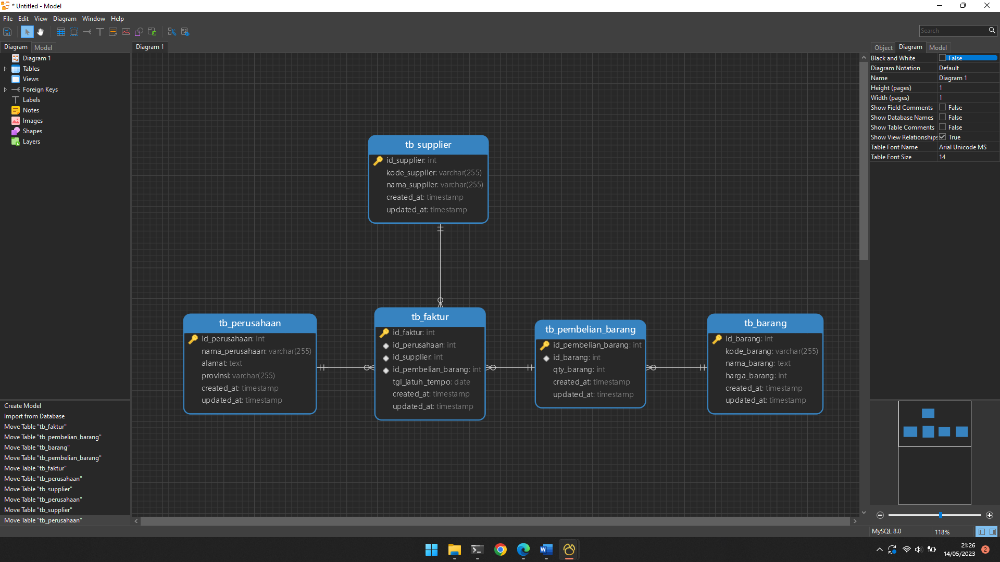 * Untitled - Model
File Edit View Diagram Window Help
Search
Diagram Model
Diagram 1
Tables
Views
Foreign Keys
Labels
Notes
Images
Shapes
Layers
Create Model
Import from Database
Move Table "tb_faktur"
Move Table "tb_pembelian_barang"
Move Table "tb_barang"
Move Table "tb_pembelian_barang"
Move Table "tb_faktur"
Move Table "tb_perusahaan"
Move Table "tb_supplier"
Move Table "tb_perusahaan"
Move Table "tb_supplier"
Move Table "tb_perusahaan"
Diagram 1
tb_supplier
id_supplier: int
kode_supplier: varchar(255)
nama_supplier: varchar(255)
created_at: timestamp
updated_at: timestamp
tb_perusahaan
id_perusahaan: int
nama_perusahaan: varchar(255)
alamat: text
provinsi: varchar(255)
created_at: timestamp
updated_at: timestamp
tb_faktur
id_faktur: int
id_perusahaan: int
id_supplier: int
id_pembelian_barang: int
tgl_jatuh_tempo: date
created_at: timestamp
updated_at: timestamp
tb_pembelian_barang
id_pembelian_barang: int
id_barang: int
qty_barang: int
created_at: timestamp
updated_at: timestamp
tb_barang
id_barang: int
kode_barang: varchar(255)
nama_barang: text
harga_barang: int
created_at: timestamp
updated_at: timestamp
Object Diagram Model
Black and White False
Diagram Notation Default
Name Diagram 1
Height (pages) 1
Width (pages) 1
Show Field Comments False
Show Database Names False
Show Table Comments False
Show View Relationships True
Table Font Name Arial Unicode MS
Table Font Size 14
MySQL 8.0 118%
21:26
14/05/2023
2